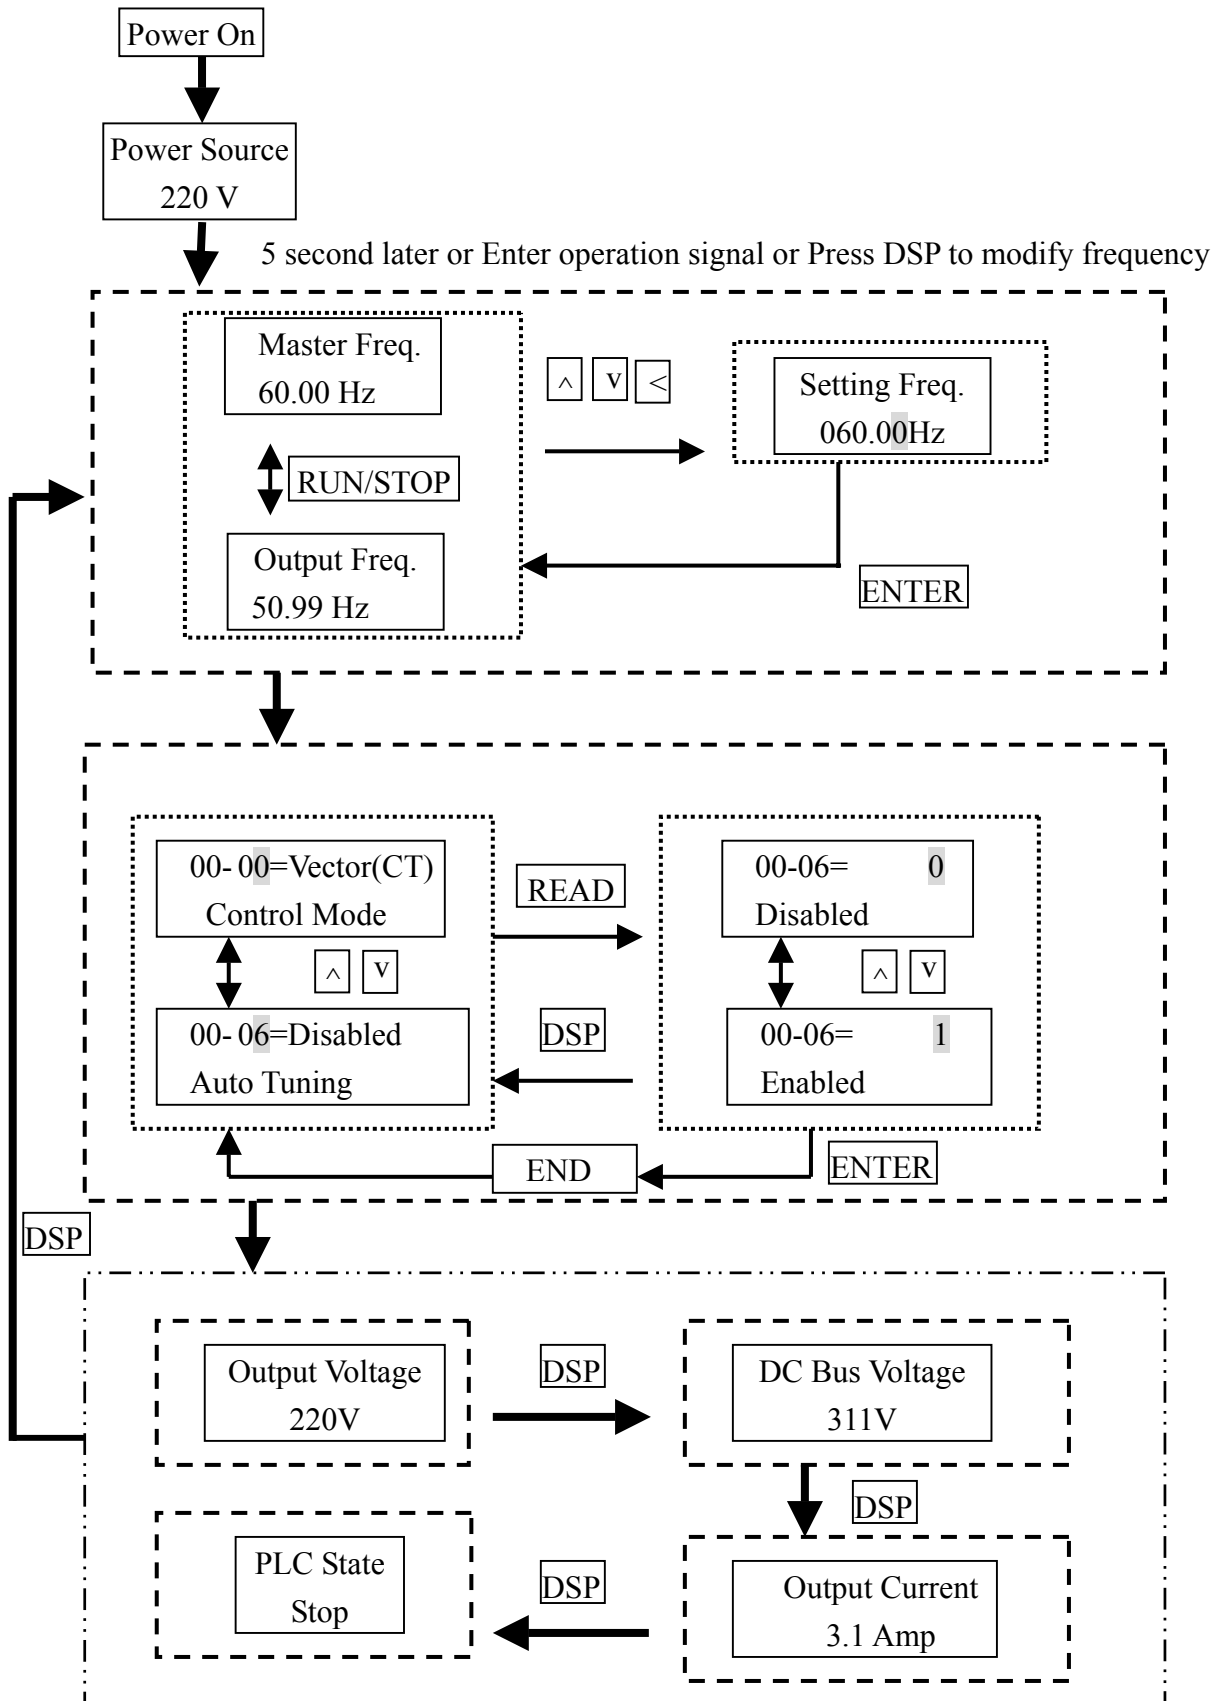 Power On
Power Source
220 V
5 second later or Enter operation signal or Press DSP to modify frequency
Master Freq.
60.00 Hz
^ v <
Setting Freq.
060.00Hz
RUN/STOP
Output Freq.
50.99 Hz
ENTER
00- 00=Vector(CT)
Control Mode
READ
00-06= 0
Disabled
^ v
^ v
00- 06=Disabled
Auto Tuning
DSP
00-06= 1
Enabled
END
ENTER
DSP
Output Voltage
220V
DSP
DC Bus Voltage
311V
DSP
PLC State
Stop
DSP
Output Current
3.1 Amp